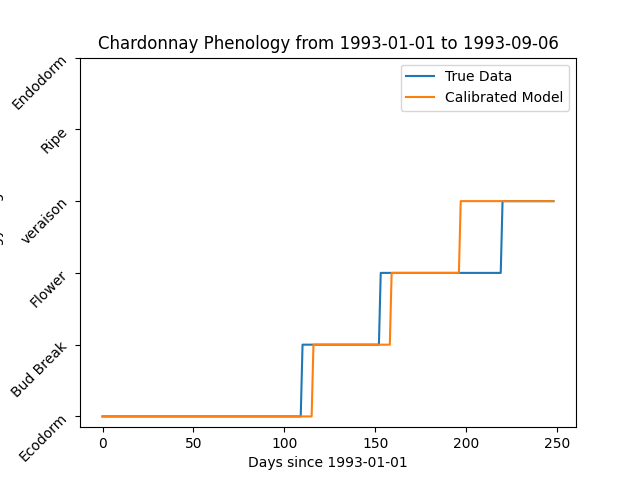 Chardonnay Phenology from 1993-01-01 to 1993-09-06
True Data
Calibrated Model
Endodorm
Ripe
veraison
Flower
Bud Break
Ecodorm
0 50 100 150 200 250
Days since 1993-01-01